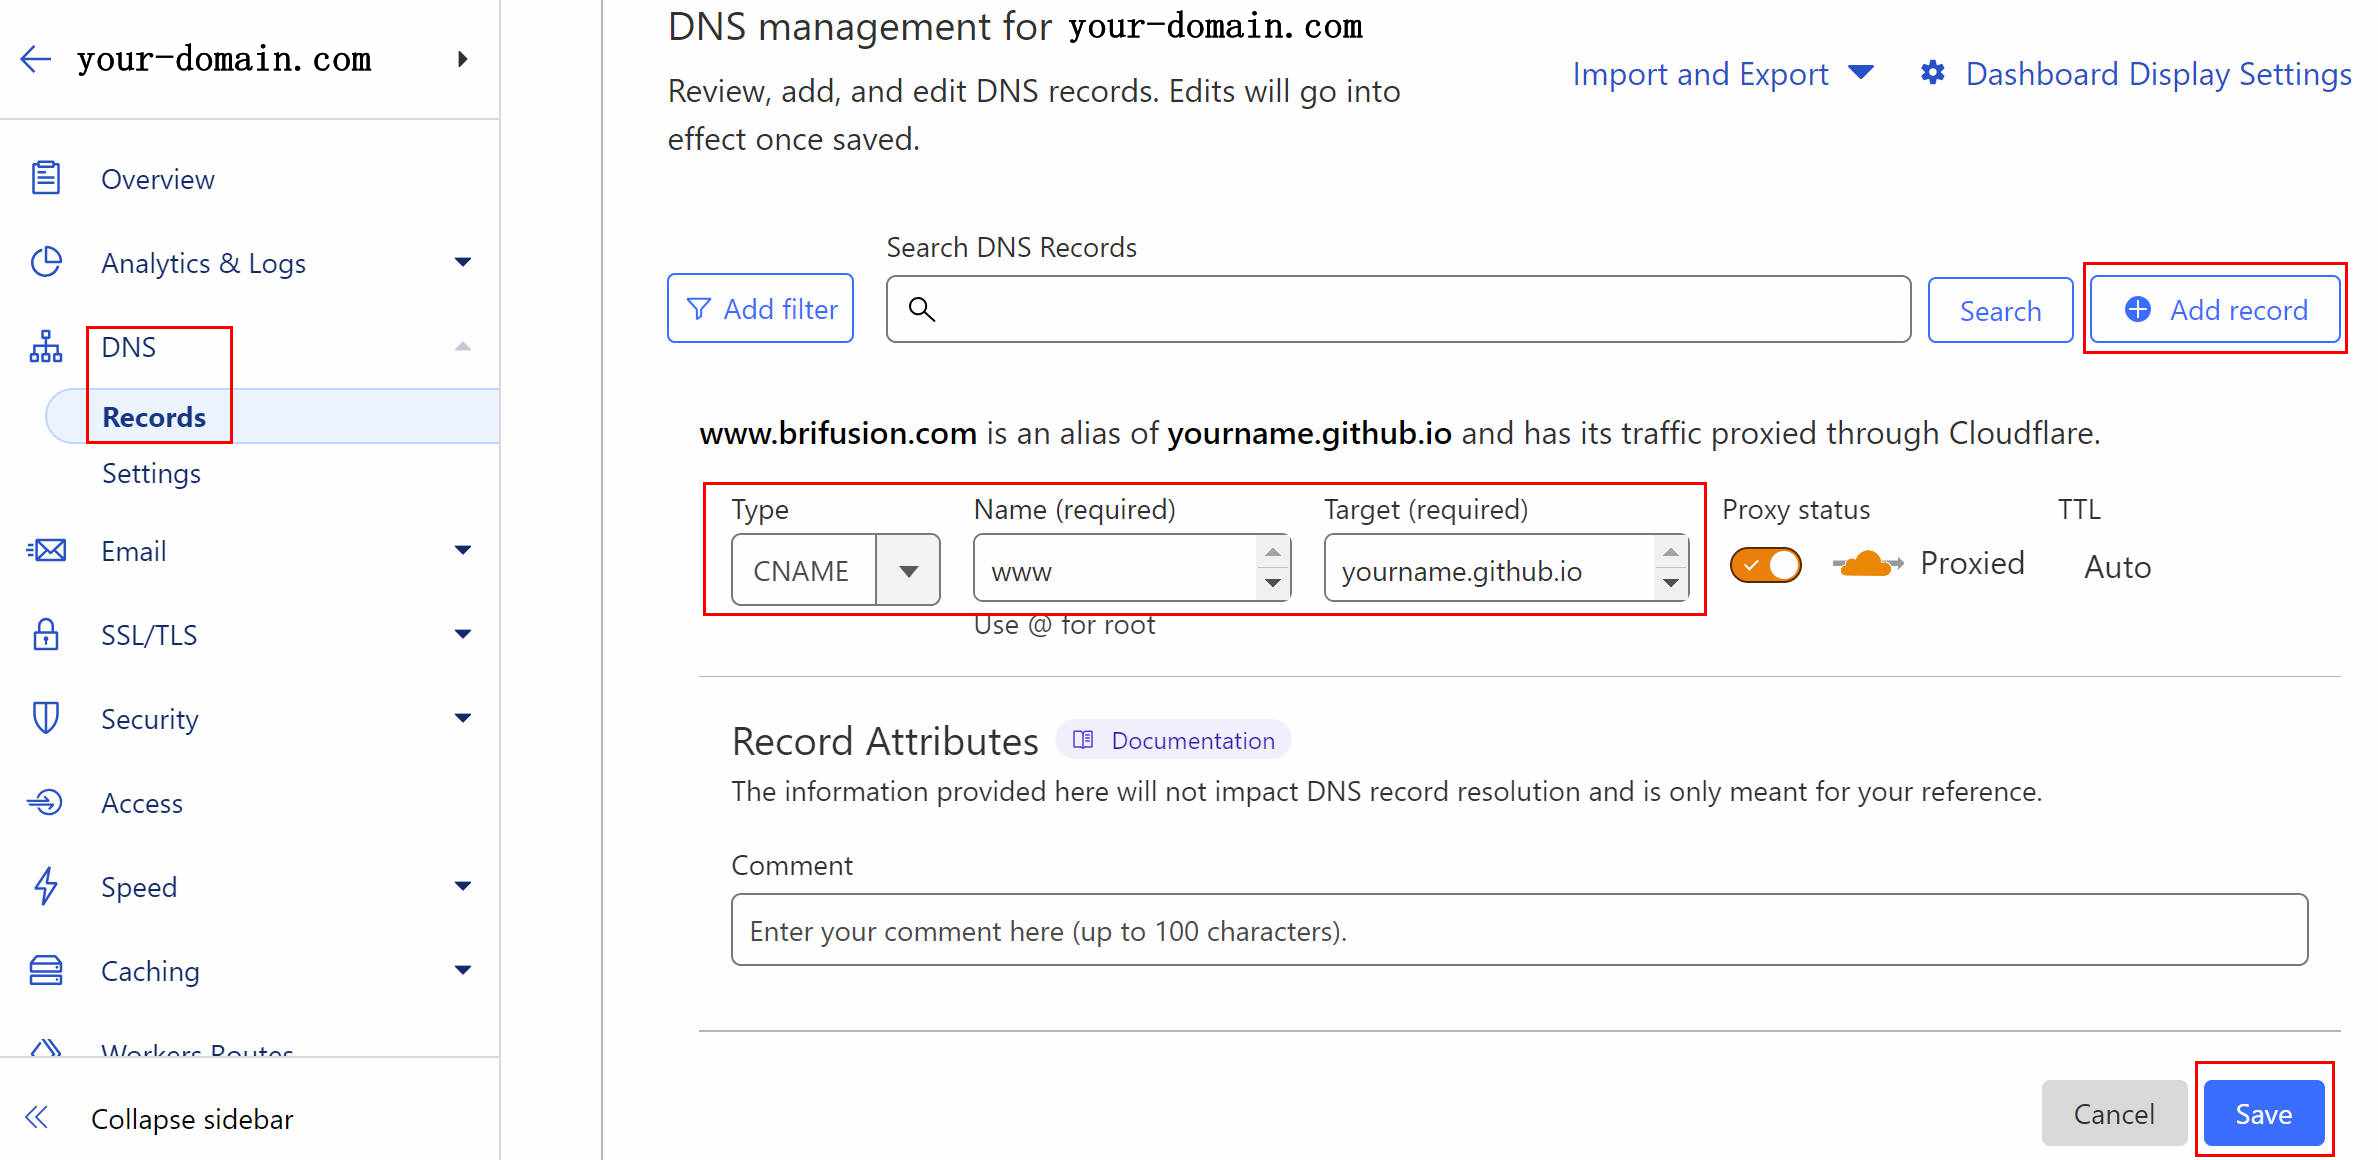 your-domain.com
Overview
Analytics & Logs
DNS
Records
Settings
Email
SSL/TLS
Security
Access
Speed
Caching
Workers Routes
Collapse sidebar
DNS management for your-domain.com
Review, add, and edit DNS records. Edits will go into
effect once saved.
Import and Export
Dashboard Display Settings
Search DNS Records
Add filter
Search
Add record
www.brifusion.com is an alias of yourname.github.io and has its traffic proxied through Cloudflare.
Type
Name (required)
Target (required)
Proxy status
TTL
CNAME
www
yourname.github.io
Proxied
Auto
Use @ for root
Record Attributes
Documentation
The information provided here will not impact DNS record resolution and is only meant for your reference.
Comment
Enter your comment here (up to 100 characters).
Cancel
Save